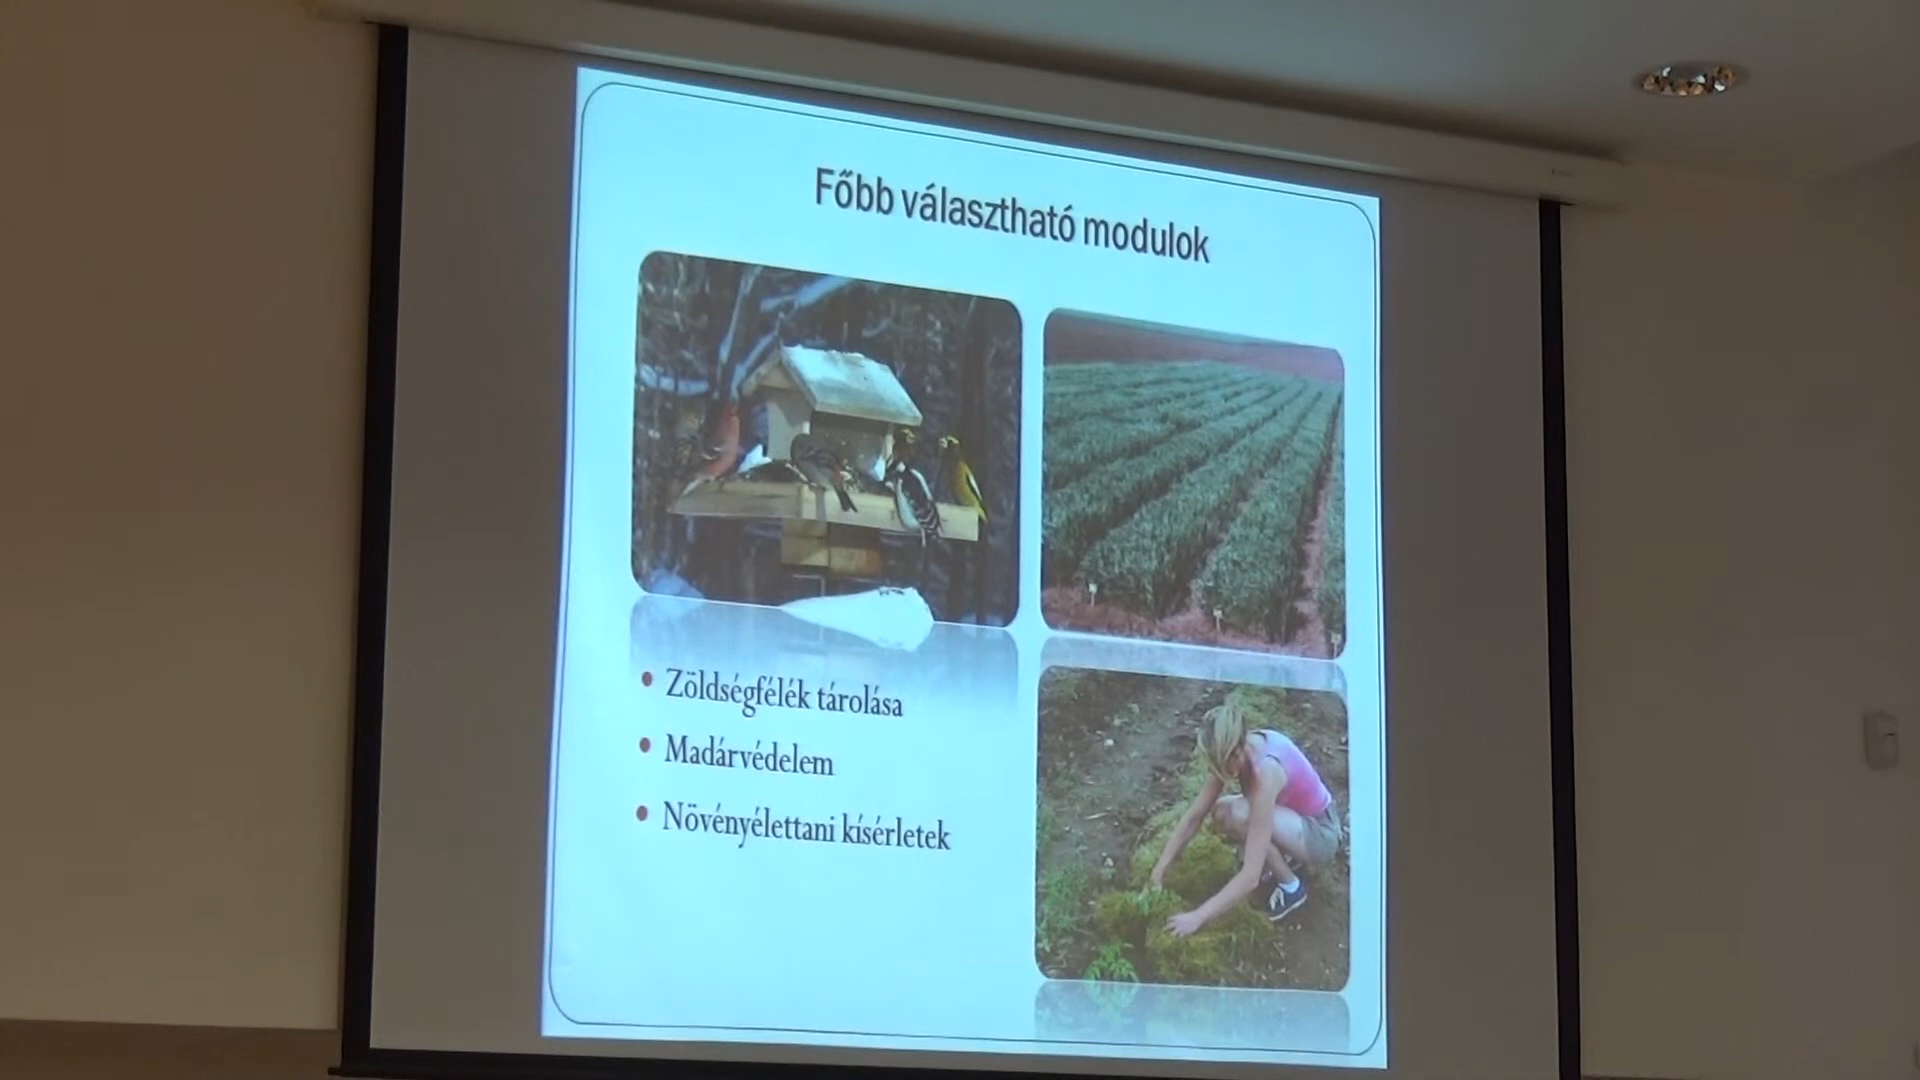 Főbb választható modulok
Zöldségfélék tárolása
Madárvédelem
Növényélettani kísérletek